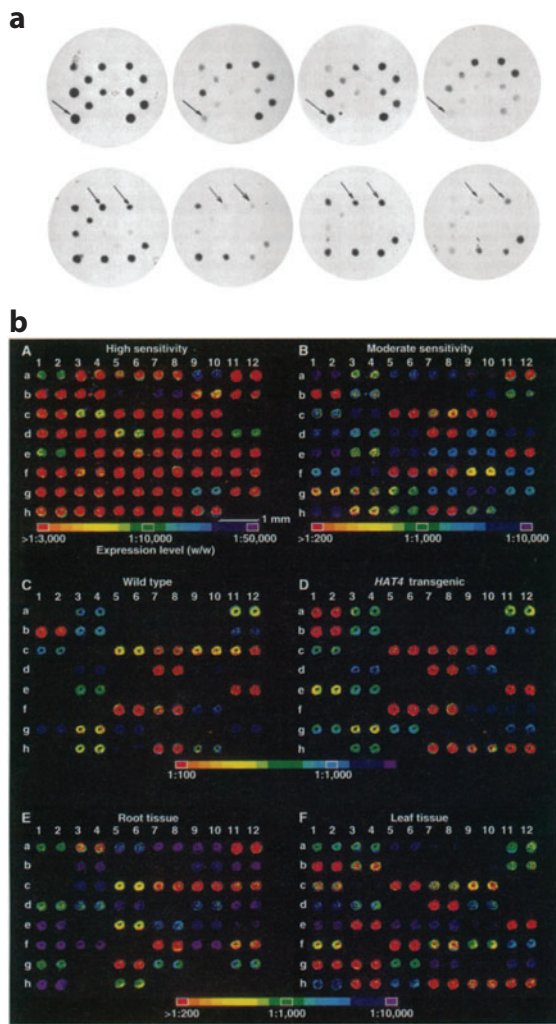 a
b
A High sensitivity
1 2 3 4 5 6 7 8 9 10 11 12
a
b
c
d
e
f
g
h
1 mm
>1:3,000 1:10,000 1:50,000
Expression level (w/w)
B Moderate sensitivity
1 2 3 4 5 6 7 8 9 10 11 12
a
b
c
d
e
f
g
h
>1:200 1:1,000 1:10,000
C Wild type
1 2 3 4 5 6 7 8 9 10 11 12
a
b
c
d
e
f
g
h
D HAT4 transgenic
1 2 3 4 5 6 7 8 9 10 11 12
a
b
c
d
e
f
g
h
1:100 1:1,000
E Root tissue
1 2 3 4 5 6 7 8 9 10 11 12
a
b
c
d
e
f
g
h
F Leaf tissue
1 2 3 4 5 6 7 8 9 10 11 12
a
b
c
d
e
f
g
h
>1:200 1:1,000 1:10,000